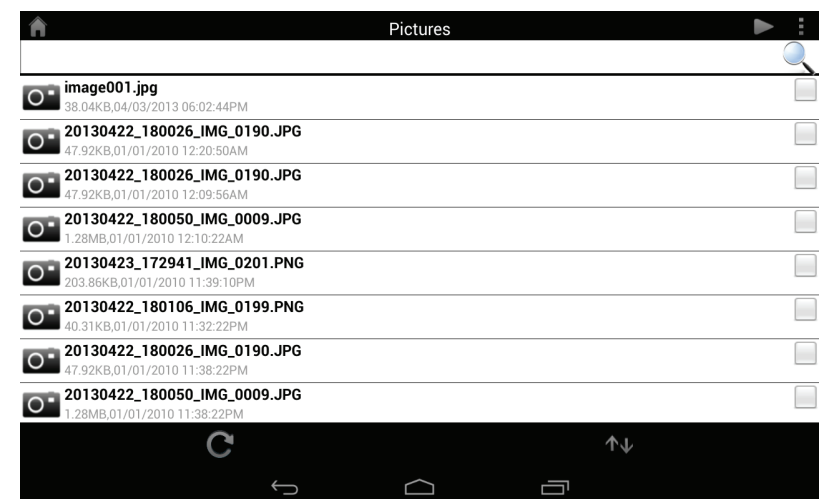 Pictures
image001.jpg
38.04KB,04/03/2013 06:02:44PM
20130422_180026_IMG_0190.JPG
47.92KB,01/01/2010 12:20:50AM
20130422_180026_IMG_0190.JPG
47.92KB,01/01/2010 12:09:56AM
20130422_180050_IMG_0009.JPG
1.28MB,01/01/2010 12:10:22AM
20130423_172941_IMG_0201.PNG
203.86KB,01/01/2010 11:39:10PM
20130422_180106_IMG_0199.PNG
40.31KB,01/01/2010 11:32:22PM
20130422_180026_IMG_0190.JPG
47.92KB,01/01/2010 11:38:22PM
20130422_180050_IMG_0009.JPG
1.28MB,01/01/2010 11:38:22PM